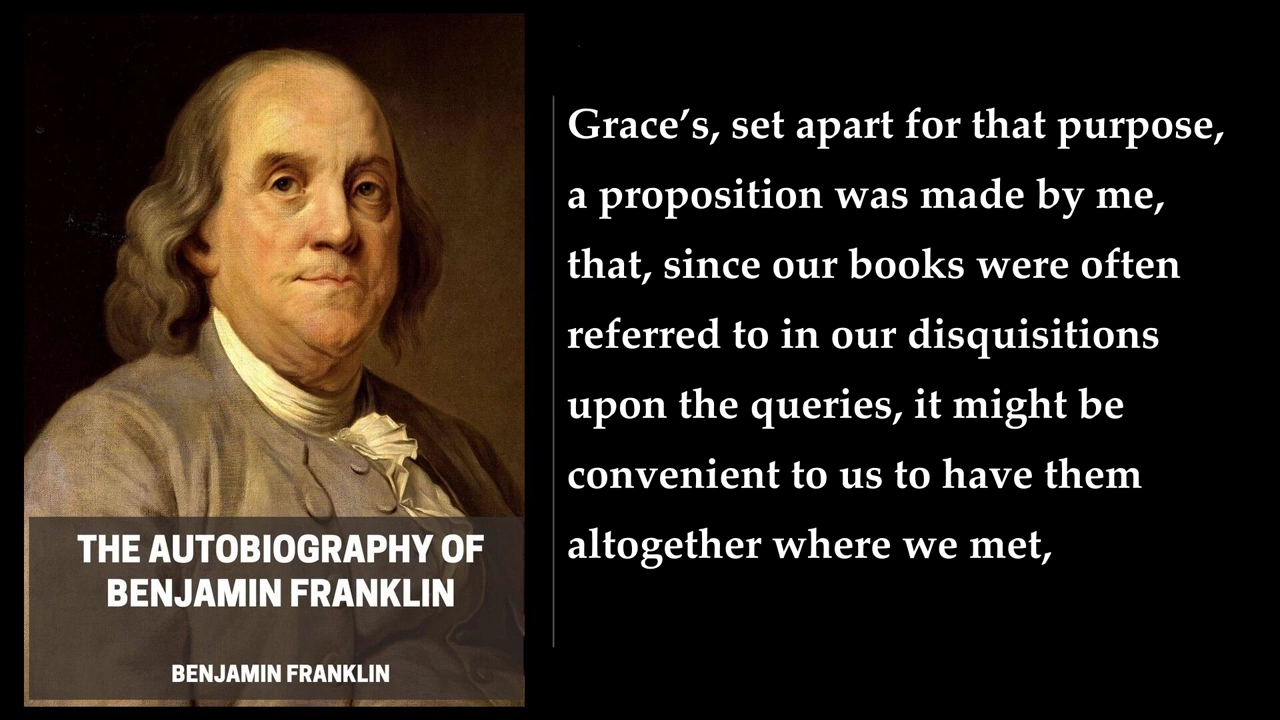 THE AUTOBIOGRAPHY OF
BENJAMIN FRANKLIN
BENJAMIN FRANKLIN
Grace’s, set apart for that purpose,
a proposition was made by me,
that, since our books were often
referred to in our disquisitions
upon the queries, it might be
convenient to us to have them
altogether where we met,